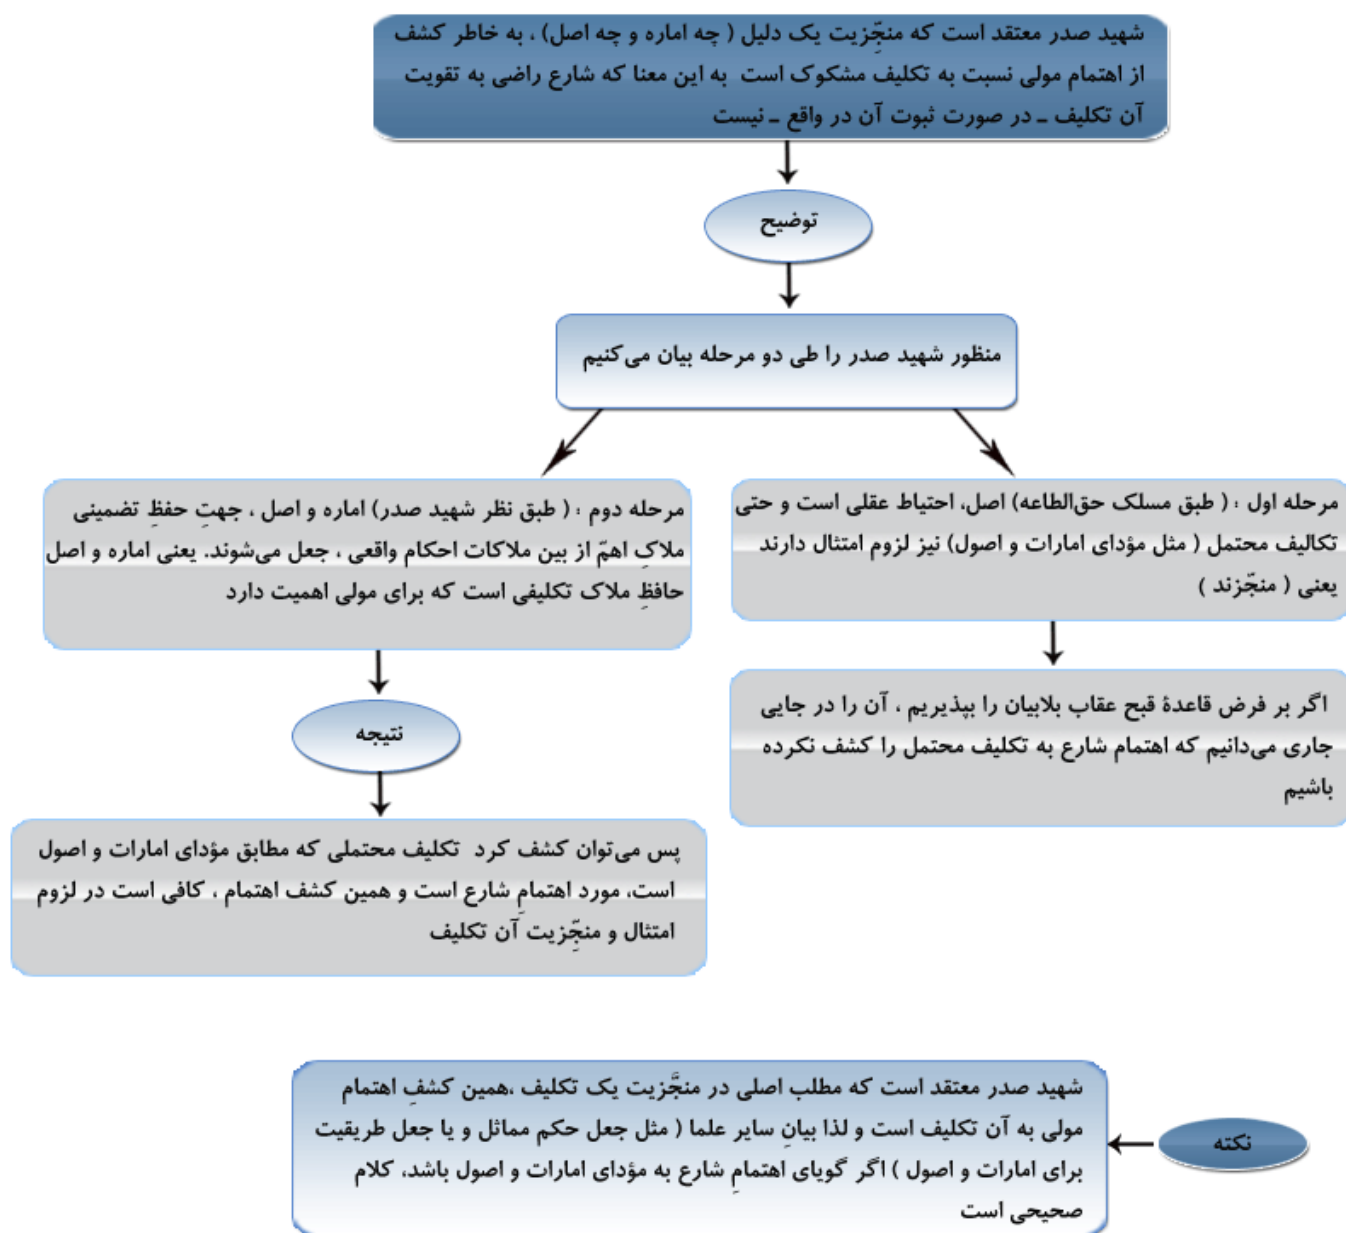 شهید صدر معتقد است که منجّزیت یک دلیل ( چه اماره و چه اصل) ، به خاطر کشف
از اهتمام مولی نسبت به تکلیف مشکوک است به این معنا که شارع راضی به تقویت
آن تکلیف ـ در صورت ثبوت آن در واقع ـ نیست
توضیح
منظور شهید صدر را طی دو مرحله بیان می‌کنیم
مرحله اول : ( طبق مسلک حق‌الطاعه) اصل، احتیاط عقلی است و حتی
تکالیف محتمل ( مثل مؤدای امارات و اصول) نیز لزوم امتثال دارند
یعنی ( منجّزند )
اگر بر فرض قاعدۀ قبح عقاب بلابیان را بپذیریم ، آن را در جایی
جاری می‌دانیم که اهتمام شارع به تکلیف محتمل را کشف نکرده
باشیم
مرحله دوم : ( طبق نظر شهید صدر) اماره و اصل ، جهتِ حفظِ تضمینی
ملاکِ اهمّ از بین ملاکات احکام واقعی ، جعل می‌شوند. یعنی اماره و اصل
حافظِ ملاک تکلیفی است که برای مولی اهمیت دارد
نتیجه
پس می‌توان کشف کرد تکلیف محتملی که مطابق مؤدای امارات و اصول
است، مورد اهتمامِ شارع است و همین کشف اهتمام ، کافی است در لزوم
امتثال و منجِّزیت آن تکلیف
نکته
شهید صدر معتقد است که مطلب اصلی در منجَّزیت یک تکلیف ،همین کشفِ اهتمام
مولی به آن تکلیف است و لذا بیانِ سایر علما ( مثل جعل حکم مماثل و یا جعل طریقیت
برای امارات و اصول ) اگر گویای اهتمامِ شارع به مؤدای امارات و اصول باشد، کلام
صحیحی است